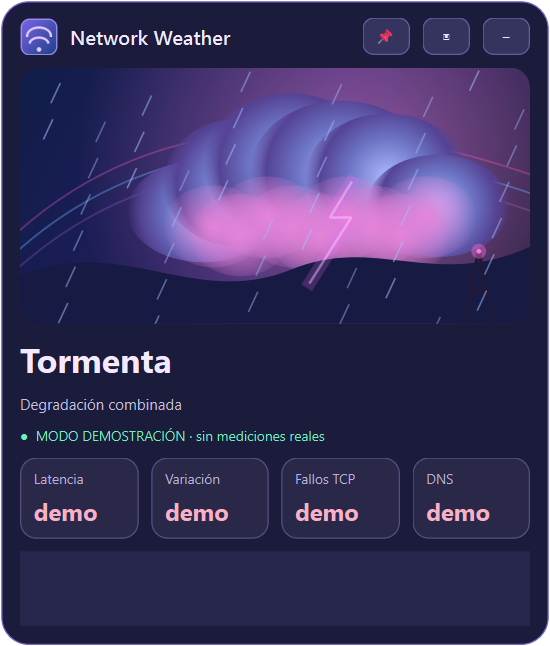 Network Weather
Tormenta
Degradación combinada
● MODO DEMOSTRACIÓN · sin mediciones reales
Latencia
demo
Variación
demo
Fallos TCP
demo
DNS
demo